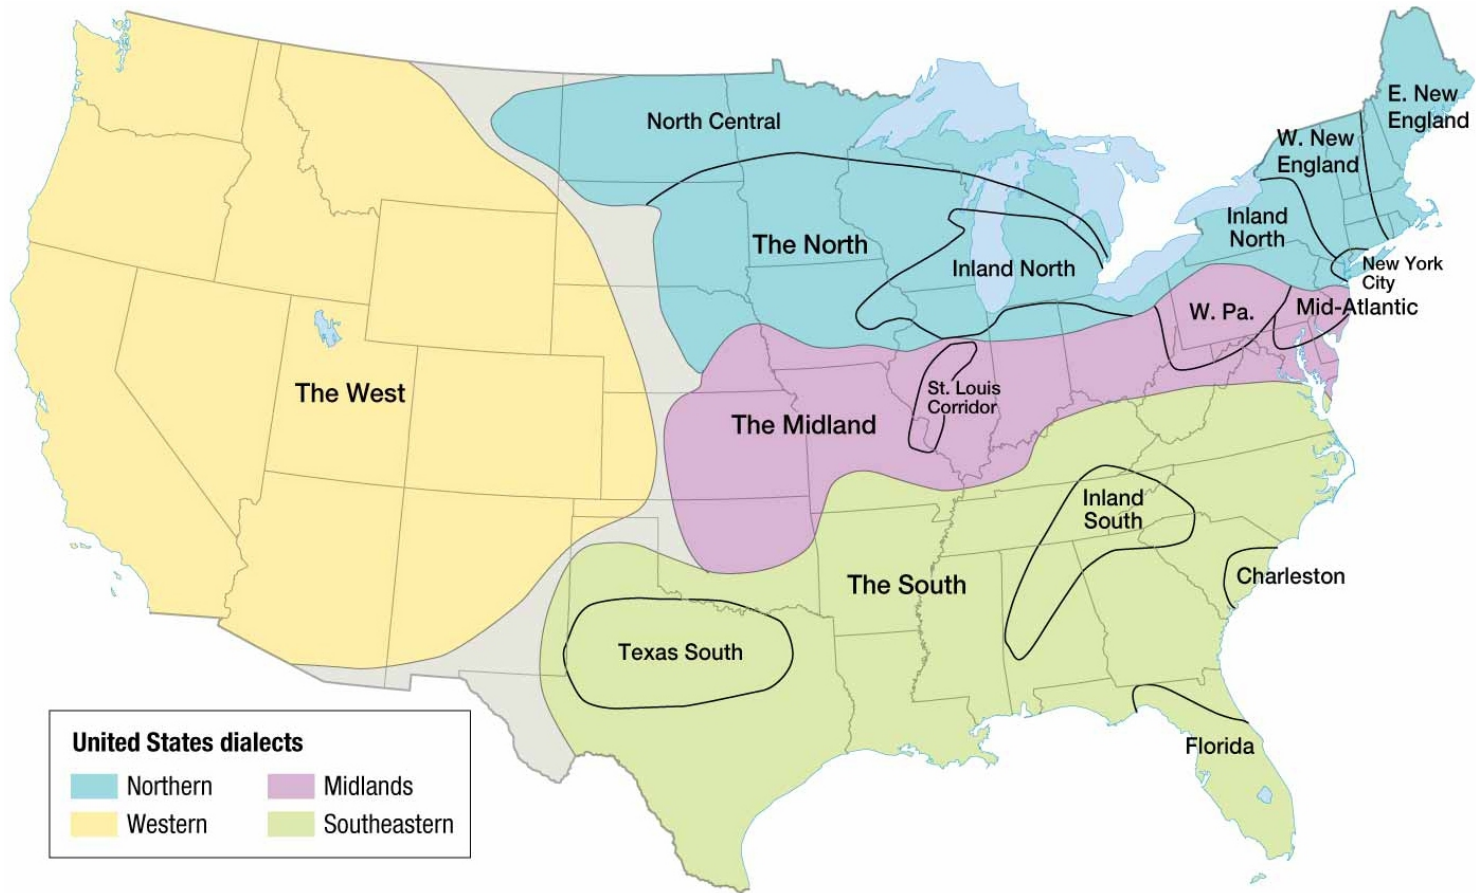 E. New
England
North Central
W. New
England
Inland
North
The North
Inland North
New York
City
W. Pa.
Mid-Atlantic
The West
St. Louis
Corridor
The Midland
Inland
South
The South
Charleston
Texas South
Florida
United States dialects
Northern
Midlands
Western
Southeastern